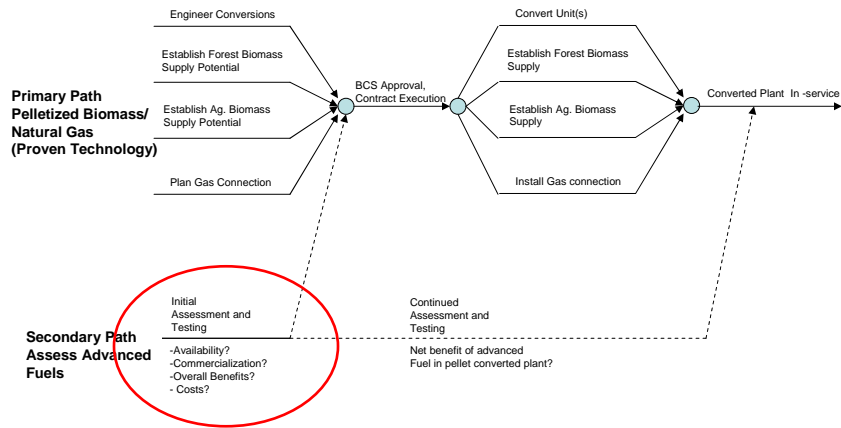 Engineer Conversions
Establish Forest Biomass
Supply Potential
Primary Path
Pelletized Biomass/
Natural Gas
(Proven Technology)
Establish Ag. Biomass
Supply Potential
Plan Gas Connection
BCS Approval,
Contract Execution
Convert Unit(s)
Establish Forest Biomass
Supply
Establish Ag. Biomass
Supply
Install Gas connection
Converted Plant In -service
Secondary Path
Assess Advanced
Fuels
Initial
Assessment and
Testing
-Availability?
-Commercialization?
-Overall Benefits?
- Costs?
Continued
Assessment and
Testing
Net benefit of advanced
Fuel in pellet converted plant?